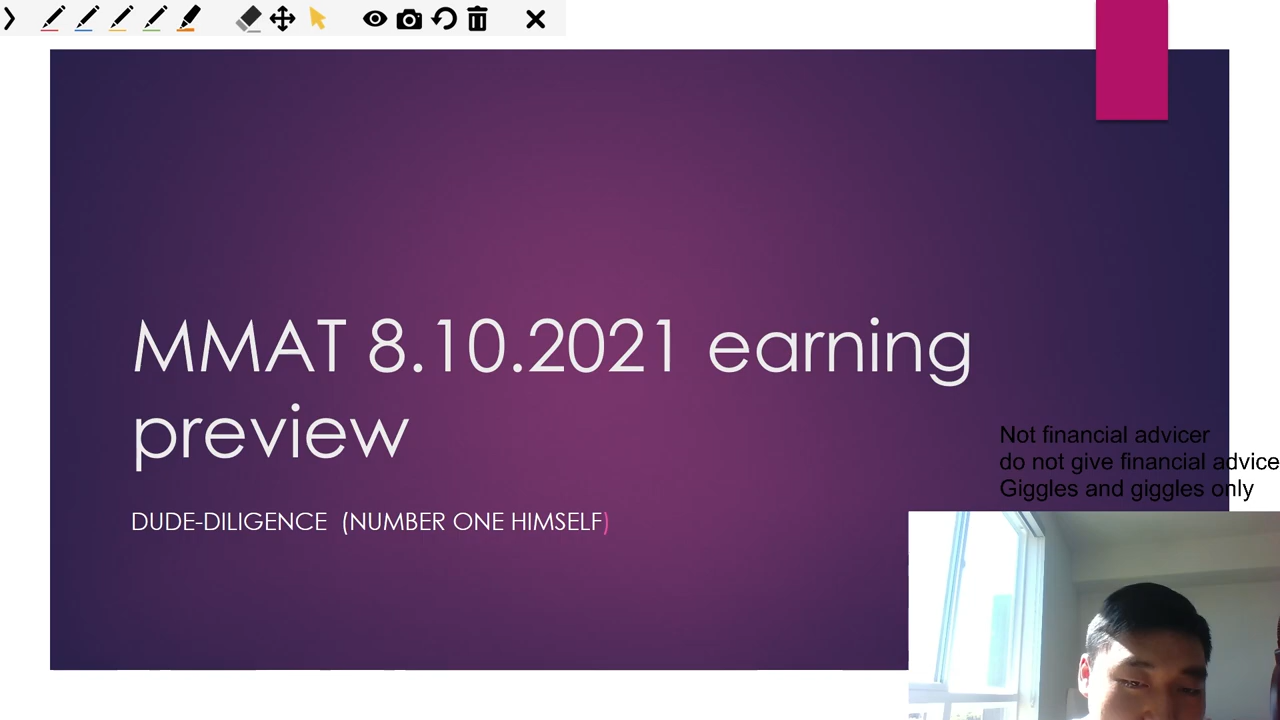 MMAT 8.10.2021 earning
preview
DUDE-DILIGENCE (NUMBER ONE HIMSELF)
Not financial advicer
do not give financial advice
Giggles and giggles only